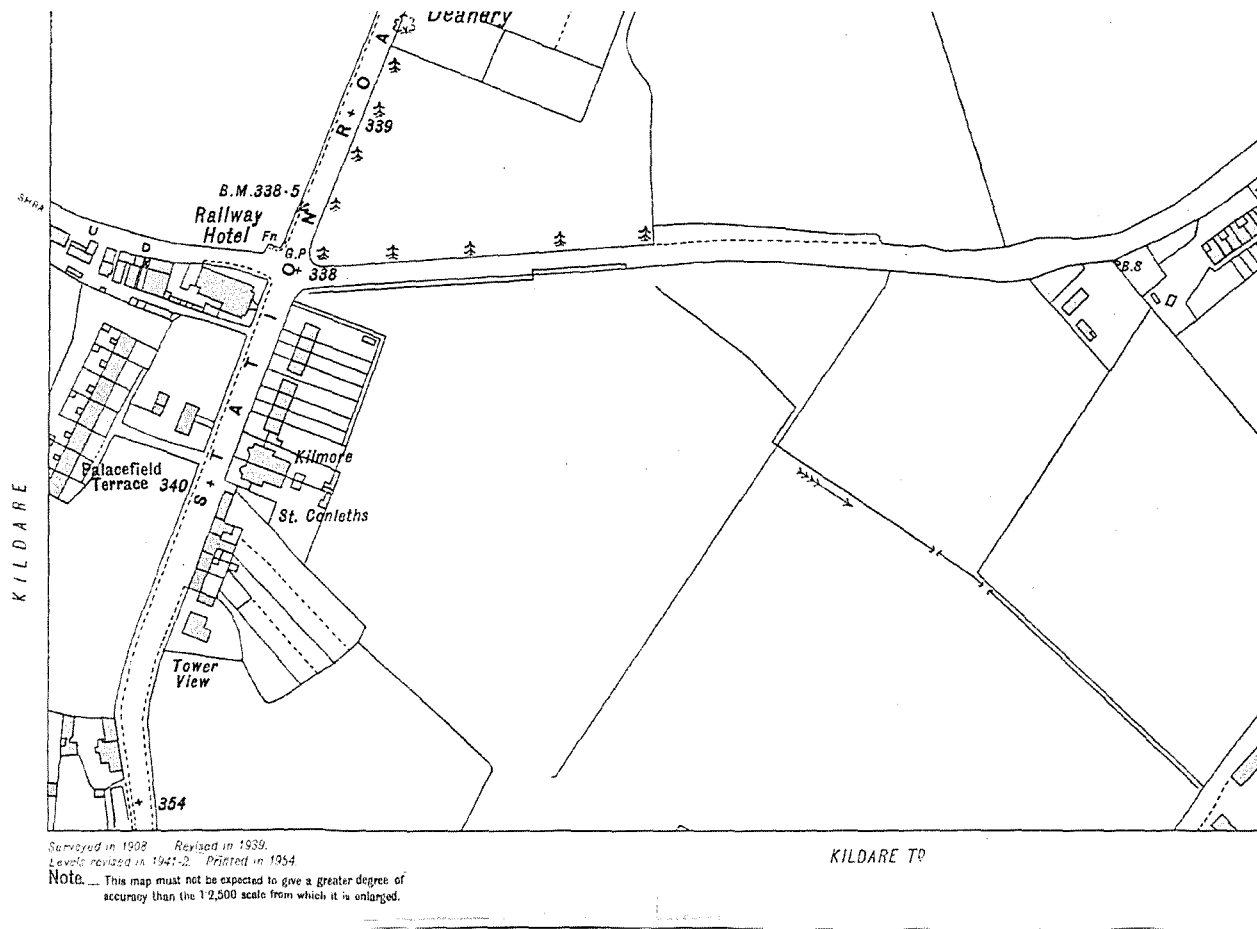 Deanery
STATION ROA
339
B.M.338·5
Railway
Hotel
Fn
G.P
338
U
D
Kilmore
Palacefield
Terrace
340
St. Conleths
Tower
View
354
KILDARE
Surveyed in 1908 Revised in 1939.
Levels revised in 1941-2. Printed in 1954.
Note. — This map must not be expected to give a greater degree of
accuracy than the 1:2,500 scale from which it is enlarged.
KILDARE TD